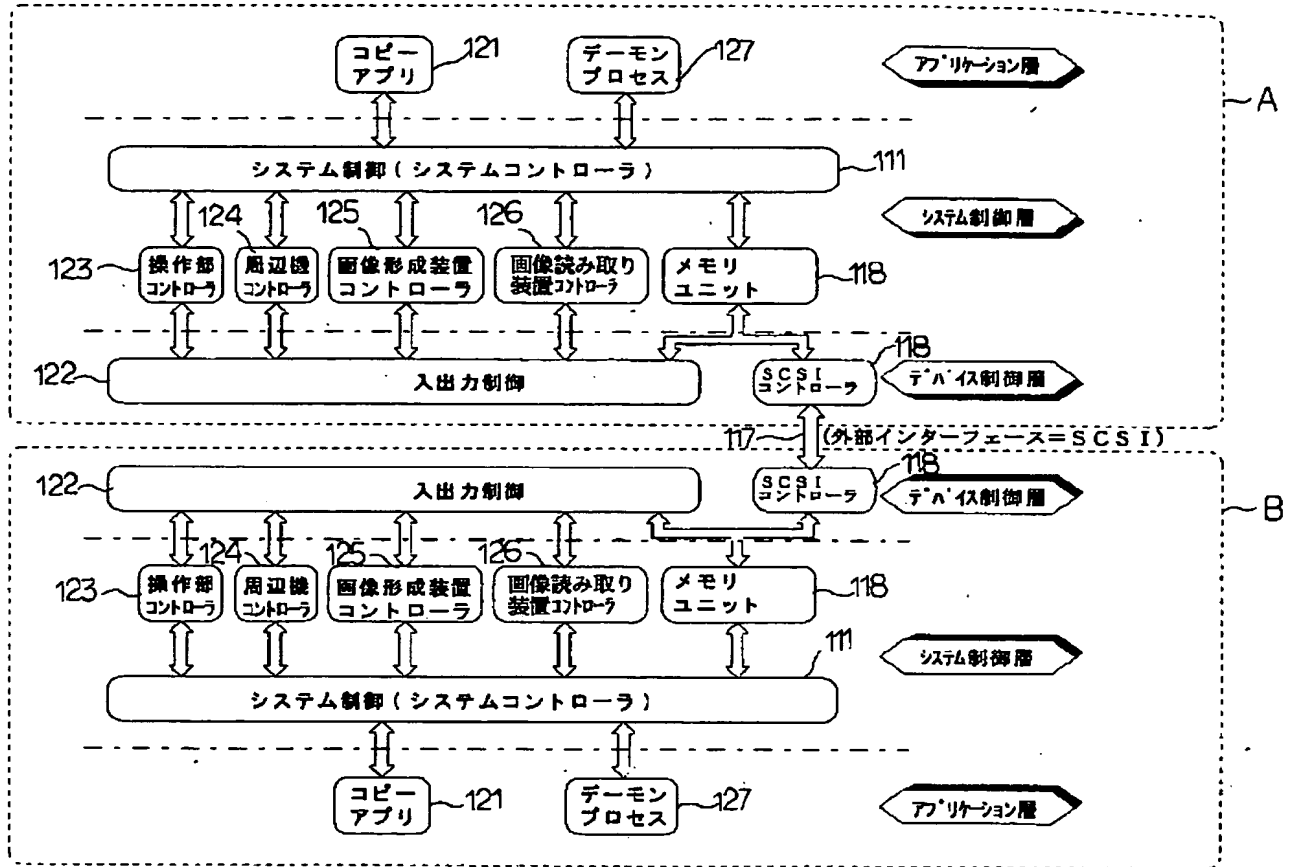 121
コピー
アプリ
127
デーモン
プロセス
アプリケーション層
A
システム制御(システムコントローラ)
111
システム制御層
123
操作部
コントローラ
124
周辺機
コントローラ
125
画像形成装置
コントローラ
126
画像読み取り
装置コントローラ
メモリ
ユニット
118
122
入出力制御
SCSI
コントローラ
118
デバイス制御層
117
(外部インターフェース=SCSI)
122
入出力制御
SCSI
コントローラ
118
デバイス制御層
B
123
操作部
コントローラ
124
周辺機
コントローラ
125
画像形成装置
コントローラ
126
画像読み取り
装置コントローラ
メモリ
ユニット
118
システム制御層
111
システム制御(システムコントローラ)
コピー
アプリ
121
デーモン
プロセス
127
アプリケーション層